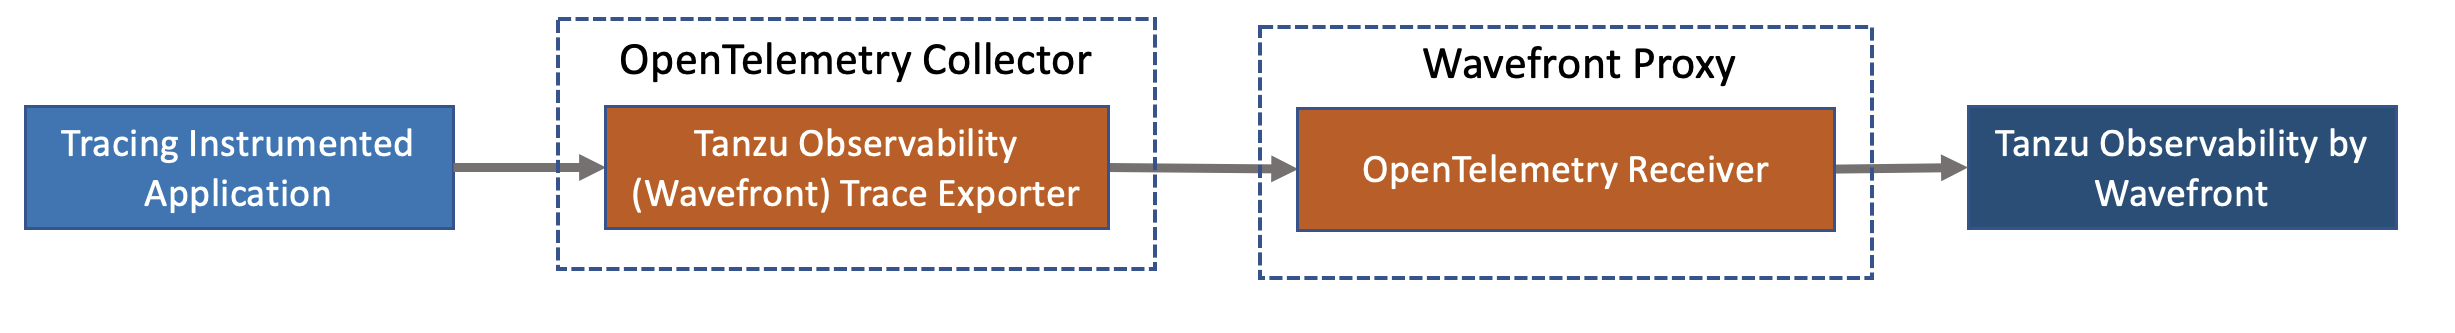 OpenTelemetry Collector
Wavefront Proxy
Tracing Instrumented
Application
Tanzu Observability
(Wavefront) Trace Exporter
OpenTelemetry Receiver
Tanzu Observability by
Wavefront